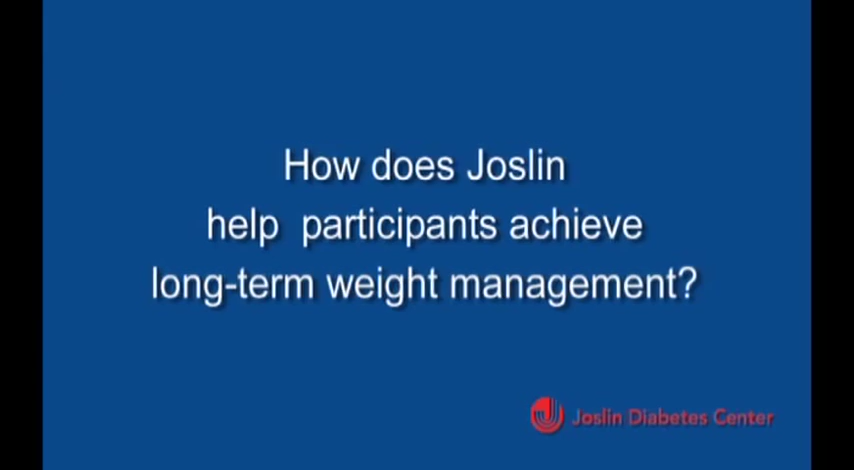 How does Joslin
help participants achieve
long-term weight management?
Joslin Diabetes Center